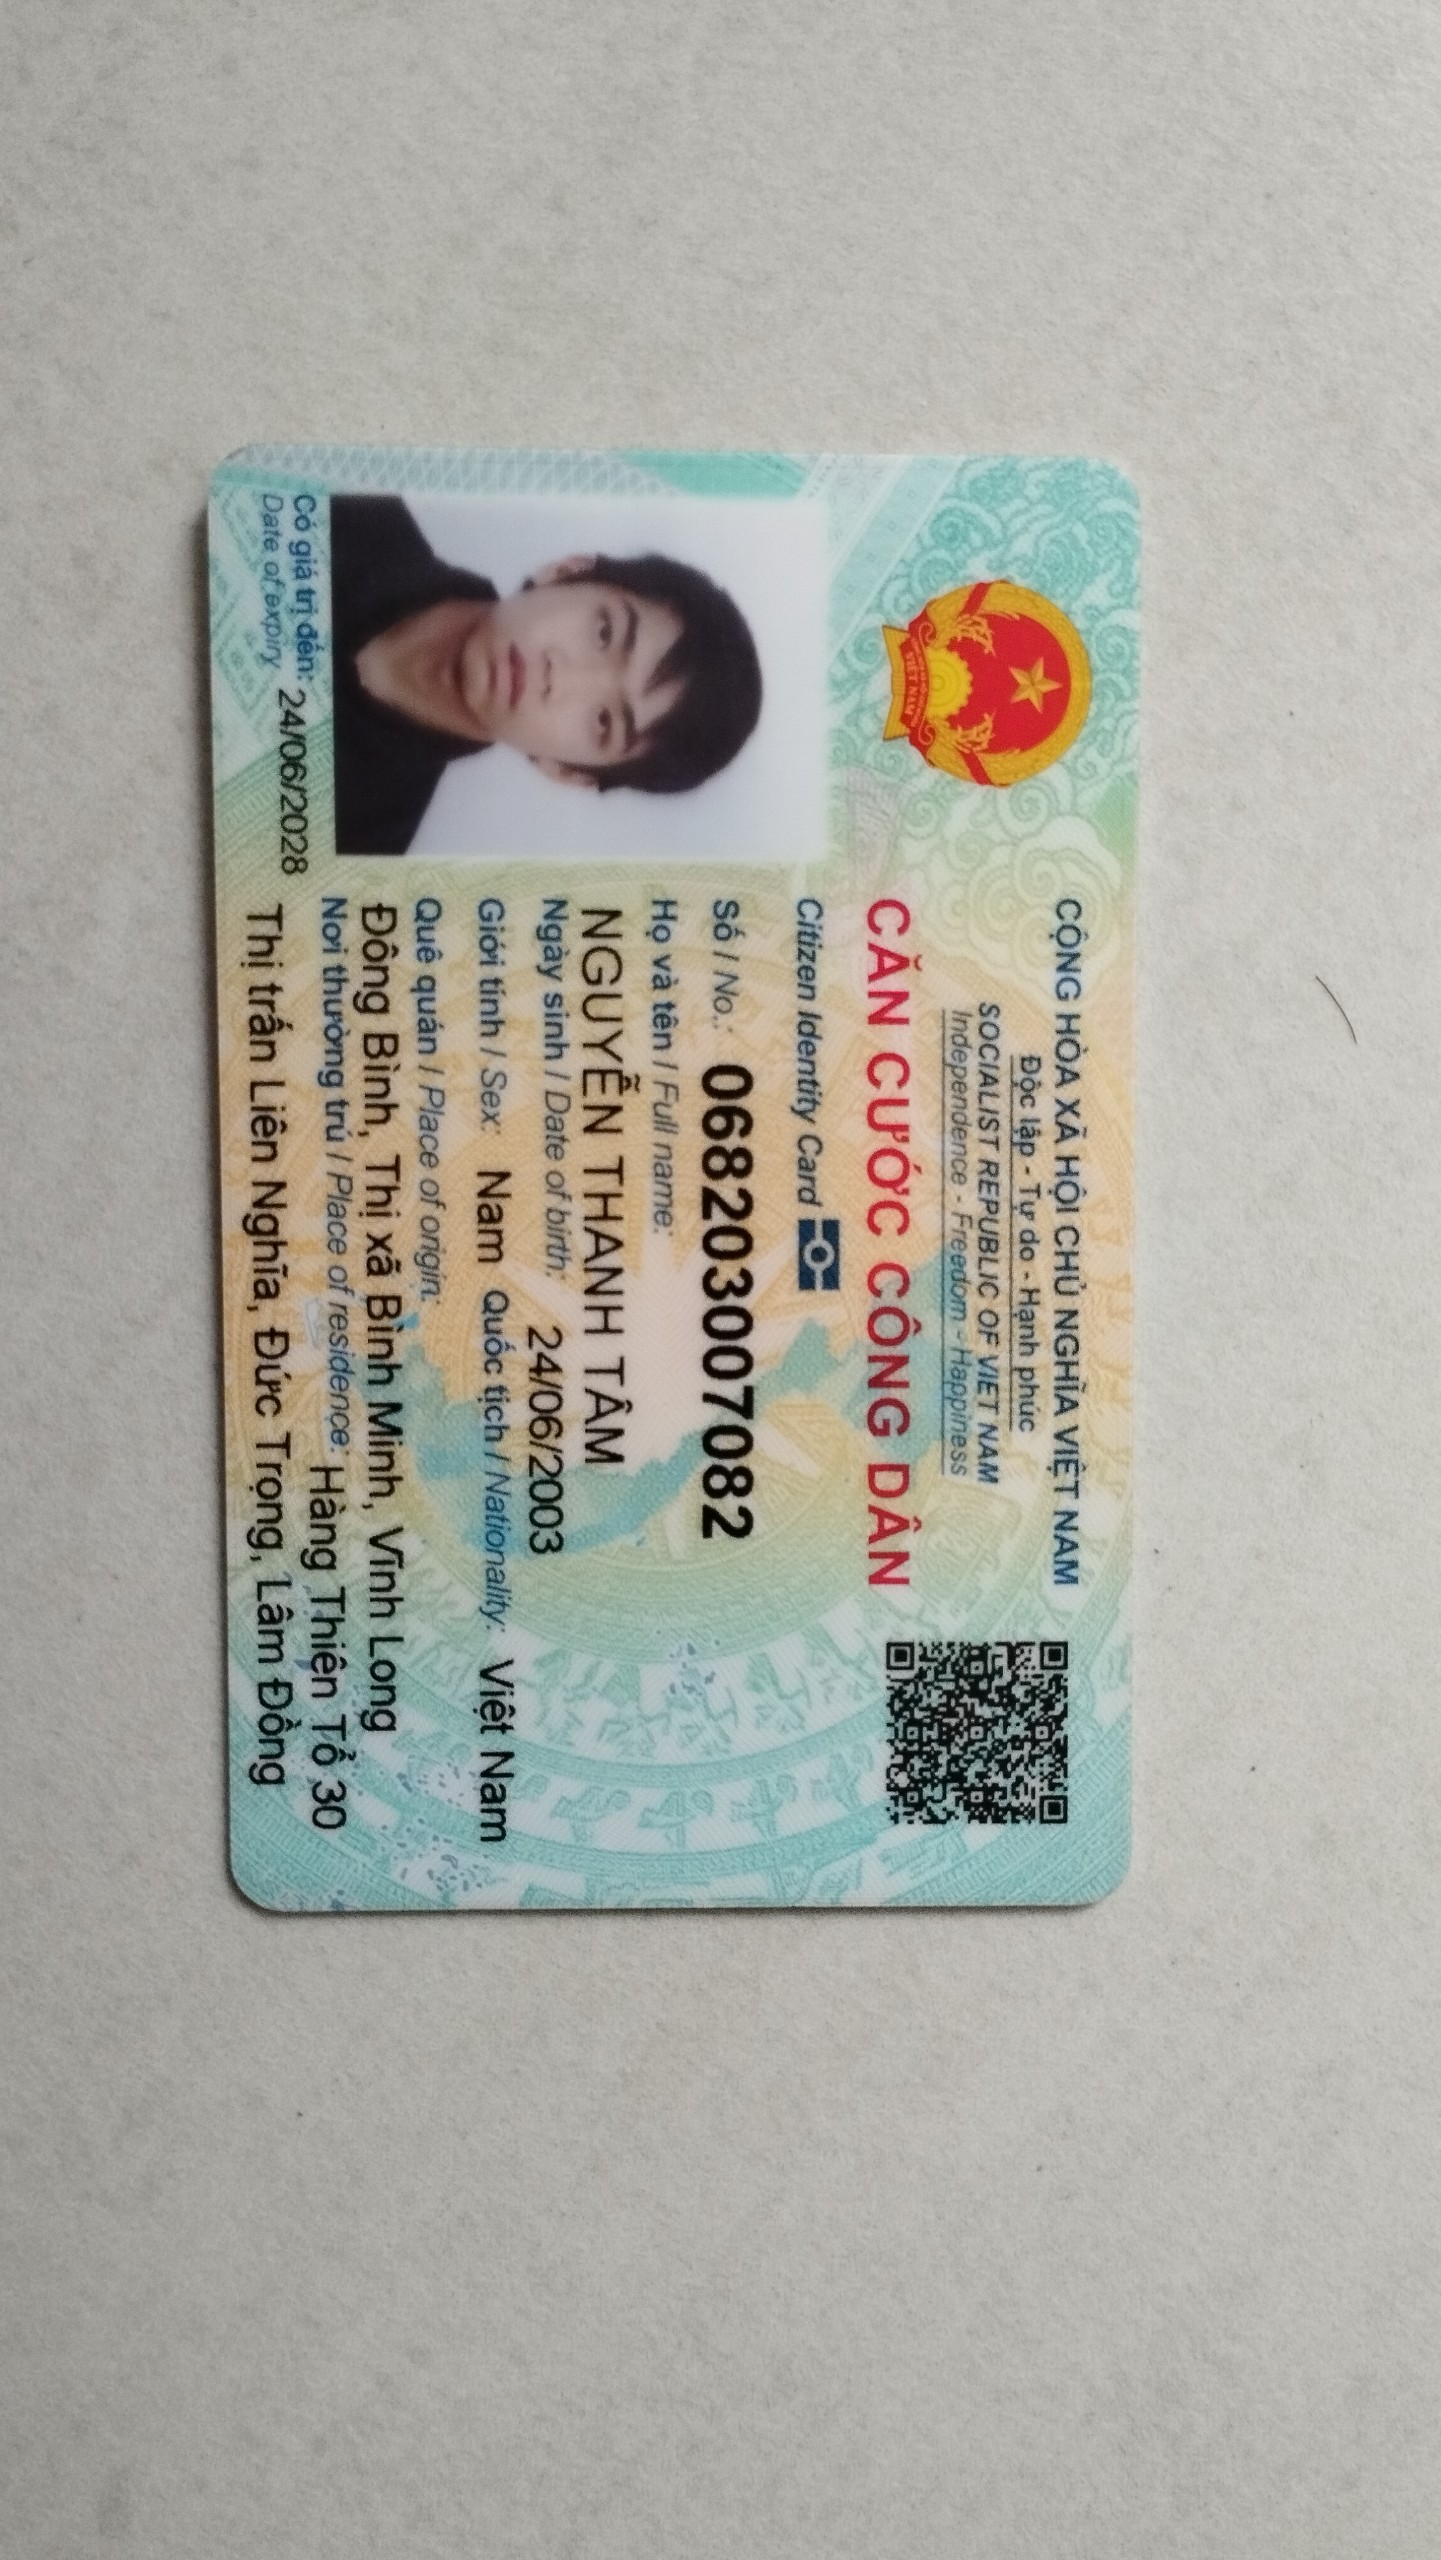 CỘNG HÒA XÃ HỘI CHỦ NGHĨA VIỆT NAM
Độc lập - Tự do - Hạnh phúc
SOCIALIST REPUBLIC OF VIET NAM
Independence - Freedom - Happiness
CĂN CƯỚC CÔNG DÂN
Citizen Identity Card
Số / No.: 068203007082
Họ và tên / Full name:
NGUYỄN THANH TÂM
Ngày sinh / Date of birth: 24/06/2003
Giới tính / Sex: Nam Quốc tịch / Nationality: Việt Nam
Quê quán / Place of origin:
Đông Bình, Thị xã Bình Minh, Vĩnh Long
Nơi thường trú / Place of residence: Hàng Thiên Tổ 30
Thị trấn Liên Nghĩa, Đức Trọng, Lâm Đồng
Có giá trị đến: 24/06/2028
Date of expiry
VIỆT NAM